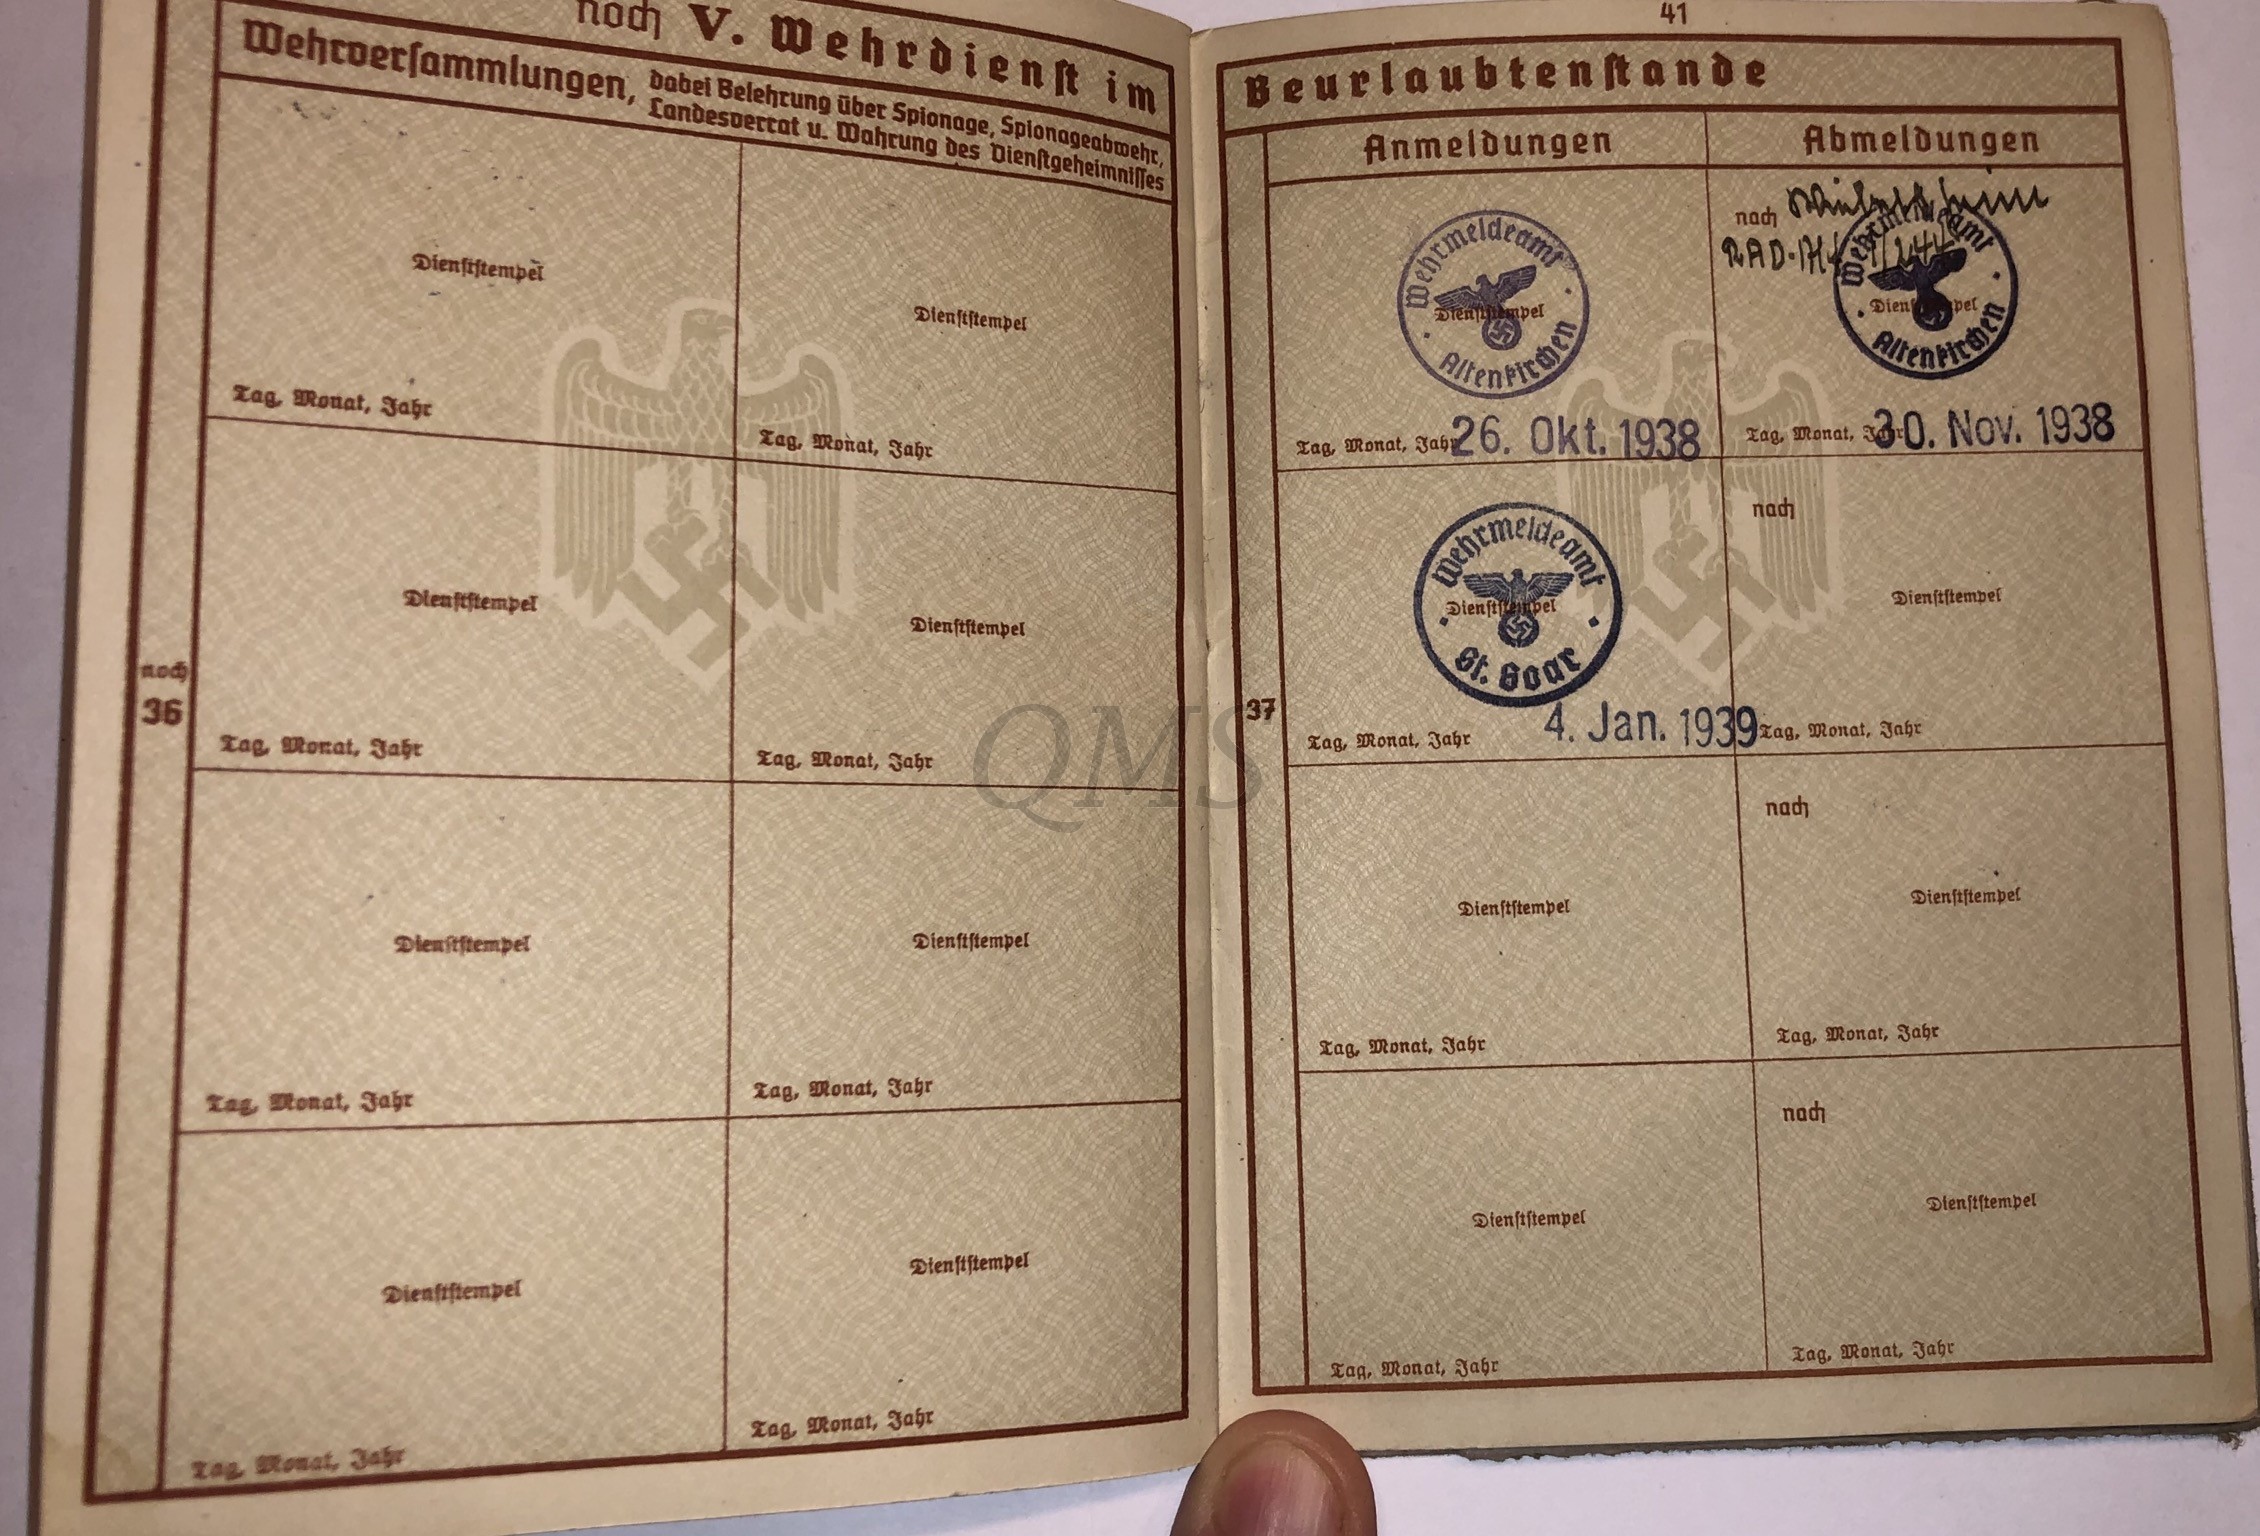 noch V. Wehrdienst im
Wehrversammlungen, dabei Belehrung über Spionage, Spionageabwehr,
Landesverrat u. Wahrung des Dienstgeheimnisses
Dienststempel
Dienststempel
Tag, Monat, Jahr
Tag, Monat, Jahr
noch
36
Dienststempel
Dienststempel
Tag, Monat, Jahr
Tag, Monat, Jahr
Dienststempel
Dienststempel
Tag, Monat, Jahr
Tag, Monat, Jahr
Dienststempel
Dienststempel
Tag, Monat, Jahr
Tag, Monat, Jahr
QMS
41
Beurlaubtenstande
Anmeldungen
Abmeldungen
37
Wehrmeldeamt
Dienststempel
Altenkirchen
Tag, Monat, Jahr 26. Okt. 1938
nach
RAD.
Wehrmeldeamt
Dienststempel
Altenkirchen
Tag, Monat, Jahr 30. Nov. 1938
Wehrmeldeamt
Dienststempel
St. Goar
Tag, Monat, Jahr 4. Jan. 1939
nach
Dienststempel
Tag, Monat, Jahr
Dienststempel
Tag, Monat, Jahr
nach
Dienststempel
Tag, Monat, Jahr
Dienststempel
Tag, Monat, Jahr
nach
Dienststempel
Tag, Monat, Jahr